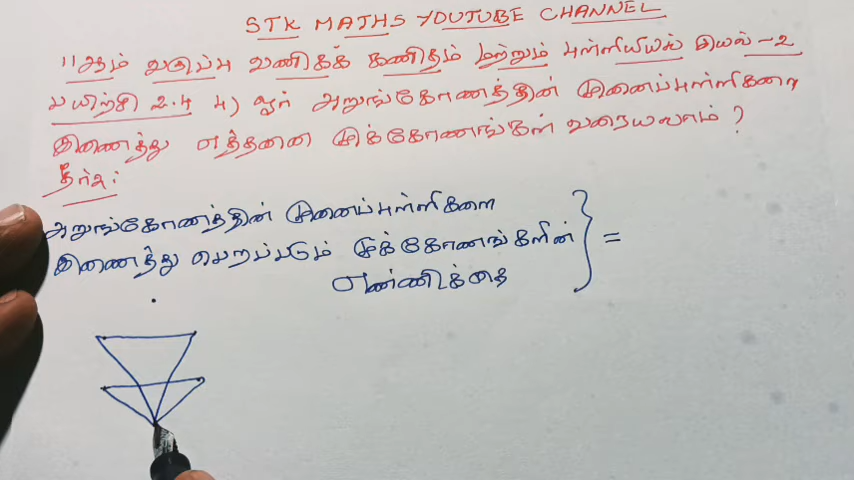 STK MATHS YOUTUBE CHANNEL
11ஆம் வகுப்பு வணிகக் கணிதம் மற்றும் புள்ளியியல் இயல்-2
பயிற்சி 2.4 4) ஓர் அறுங்கோணத்தின் முனைப்புள்ளிகளை
இணைத்து எத்தனை முக்கோணங்கள் வரையலாம்?
தீர்வு:
அறுங்கோணத்தின் முனைப்புள்ளிகளை
இணைத்து பெறப்படும் முக்கோணங்களின் } =
எண்ணிக்கை